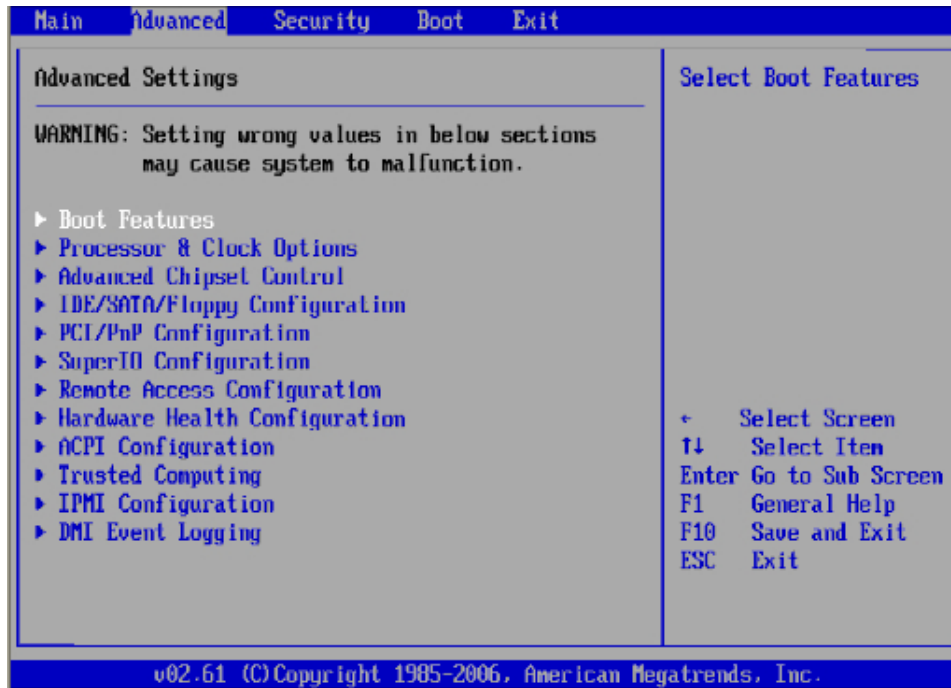 Main Advanced Security Boot Exit
Advanced Settings
WARNING: Setting wrong values in below sections
may cause system to malfunction.
▶ Boot Features
▶ Processor & Clock Options
▶ Advanced Chipset Control
▶ IDE/SATA/Floppy Configuration
▶ PCI/PnP Configuration
▶ SuperIO Configuration
▶ Remote Access Configuration
▶ Hardware Health Configuration
▶ ACPI Configuration
▶ Trusted Computing
▶ IPMI Configuration
▶ DMI Event Logging
Select Boot Features
← Select Screen
↑↓ Select Item
Enter Go to Sub Screen
F1 General Help
F10 Save and Exit
ESC Exit
v02.61 (C)Copyright 1985-2006, American Megatrends, Inc.